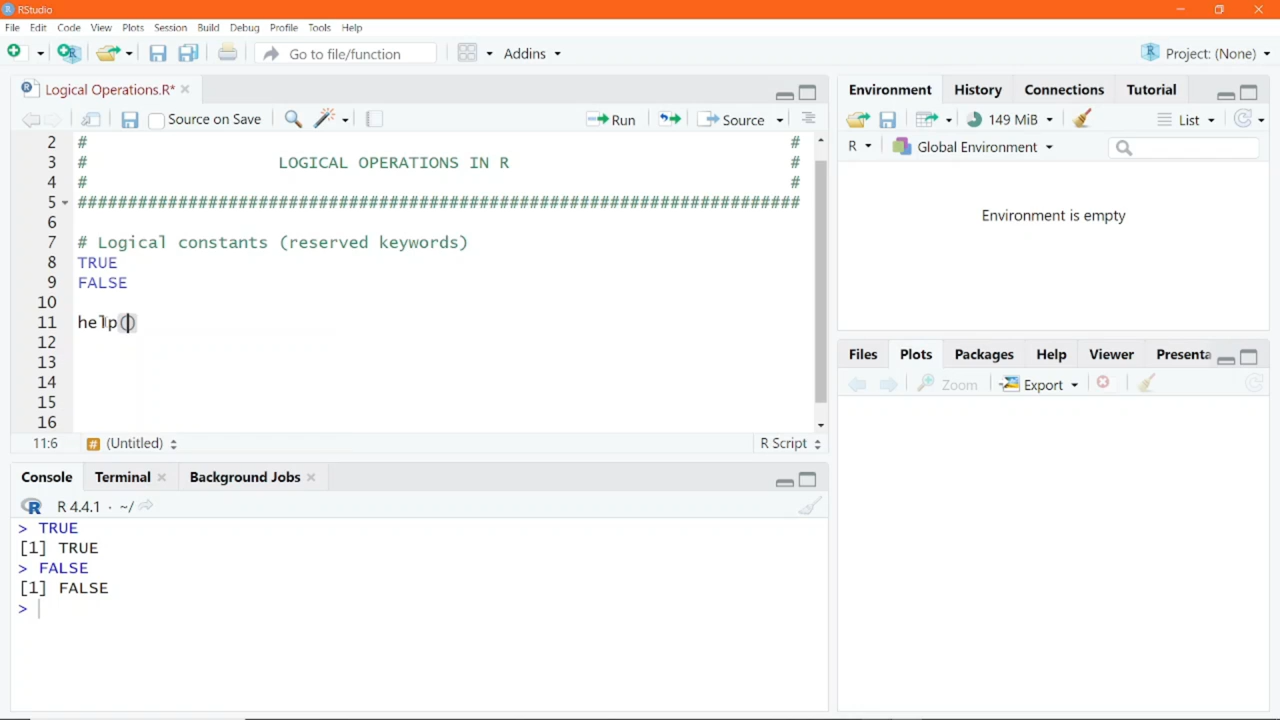 RStudio
File Edit Code View Plots Session Build Debug Profile Tools Help
Go to file/function Addins Project: (None)
Logical Operations.R*
Source on Save Run Source
2 # #
3 # LOGICAL OPERATIONS IN R #
4 # #
5 ########################################################################
6
7 # Logical constants (reserved keywords)
8 TRUE
9 FALSE
10
11 help()
12
13
14
15
16
11:6 # (Untitled) R Script
Console Terminal Background Jobs
R R 4.4.1 · ~/
> TRUE
[1] TRUE
> FALSE
[1] FALSE
>
Environment History Connections Tutorial
149 MiB List
R Global Environment
Environment is empty
Files Plots Packages Help Viewer Presenta
Zoom Export